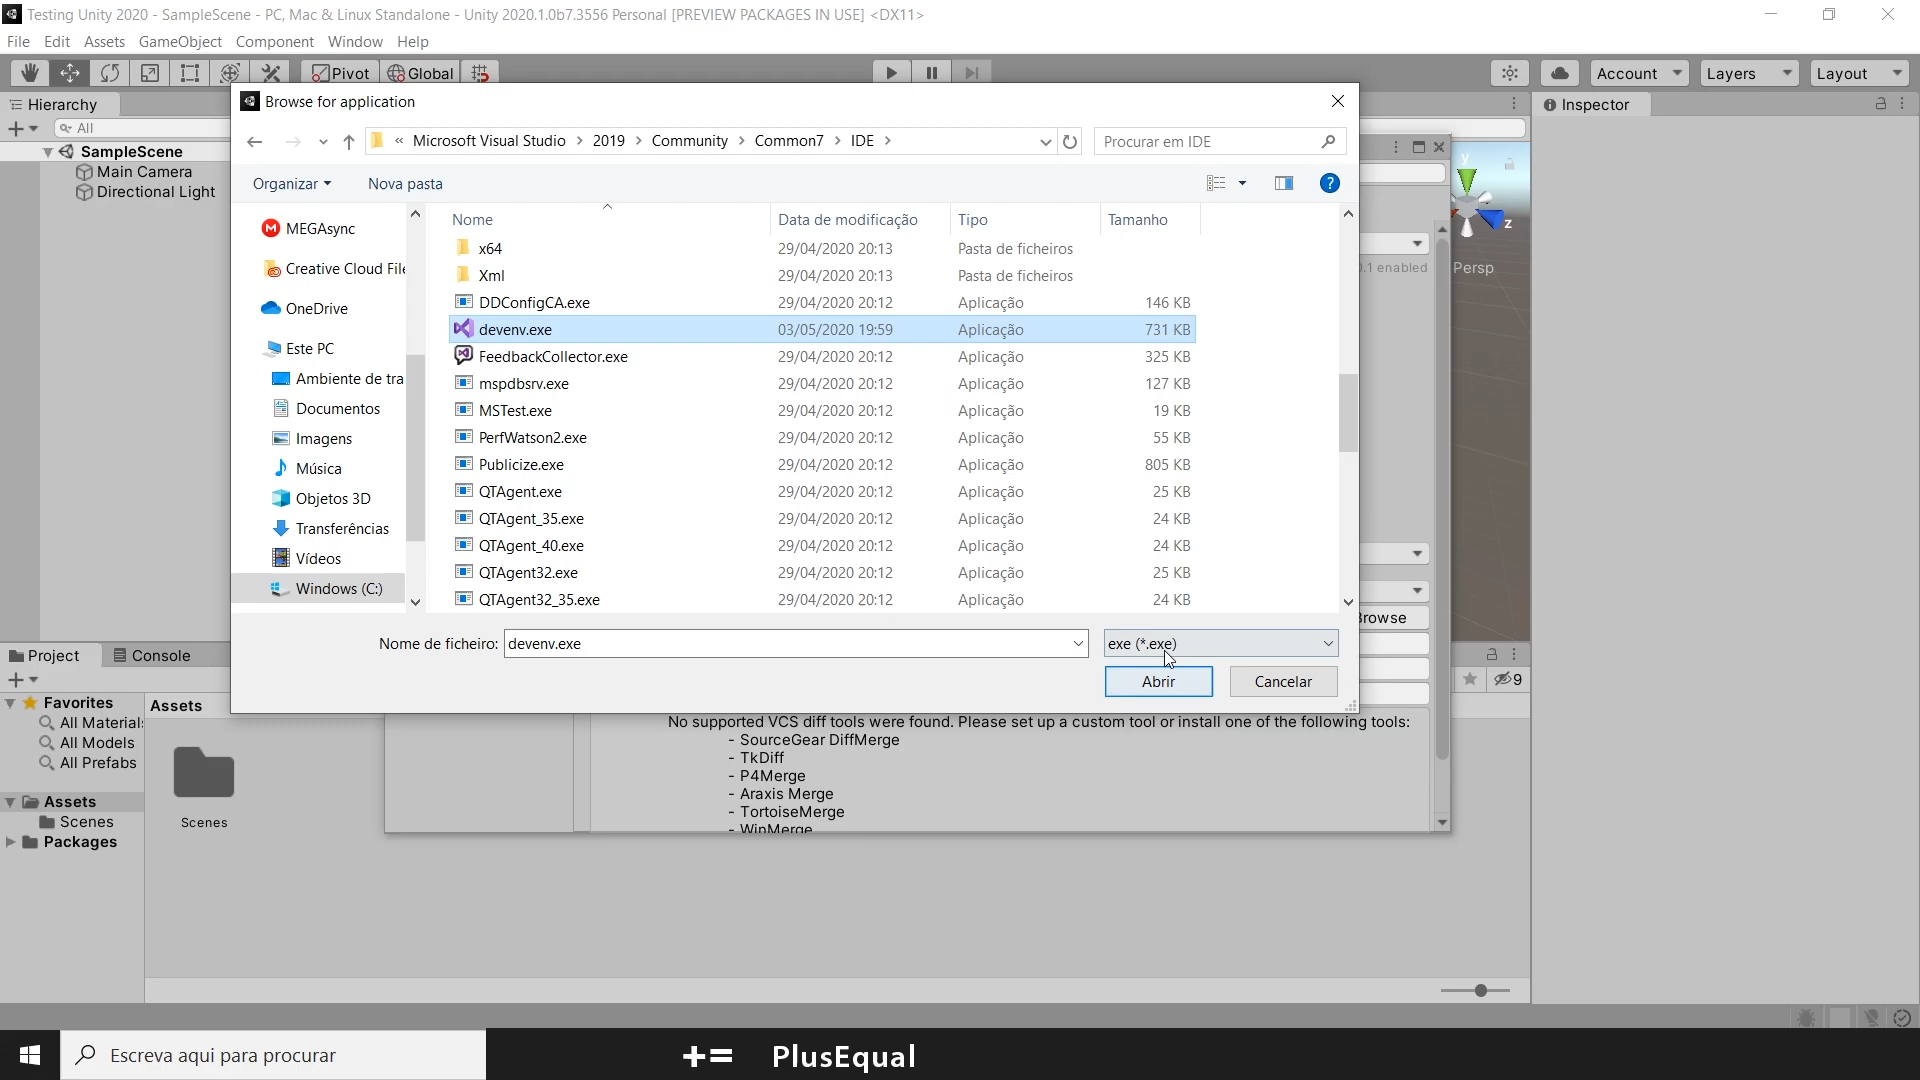 Testing Unity 2020 - SampleScene - PC, Mac & Linux Standalone - Unity 2020.1.0b7.3556 Personal [PREVIEW PACKAGES IN USE] <DX11>
File Edit Assets GameObject Component Window Help
Pivot Global Account Layers Layout
Hierarchy
All
SampleScene
Main Camera
Directional Light
Browse for application
« Microsoft Visual Studio > 2019 > Community > Common7 > IDE >
Procurar em IDE
Organizar Nova pasta
MEGAsync
Creative Cloud File
OneDrive
Este PC
Ambiente de tra
Documentos
Imagens
Música
Objetos 3D
Transferências
Vídeos
Windows (C:)
Nome Data de modificação Tipo Tamanho
x64 29/04/2020 20:13 Pasta de ficheiros
Xml 29/04/2020 20:13 Pasta de ficheiros
DDConfigCA.exe 29/04/2020 20:12 Aplicação 146 KB
devenv.exe 03/05/2020 19:59 Aplicação 731 KB
FeedbackCollector.exe 29/04/2020 20:12 Aplicação 325 KB
mspdbsrv.exe 29/04/2020 20:12 Aplicação 127 KB
MSTest.exe 29/04/2020 20:12 Aplicação 19 KB
PerfWatson2.exe 29/04/2020 20:12 Aplicação 55 KB
Publicize.exe 29/04/2020 20:12 Aplicação 805 KB
QTAgent.exe 29/04/2020 20:12 Aplicação 25 KB
QTAgent_35.exe 29/04/2020 20:12 Aplicação 24 KB
QTAgent_40.exe 29/04/2020 20:12 Aplicação 24 KB
QTAgent32.exe 29/04/2020 20:12 Aplicação 25 KB
QTAgent32_35.exe 29/04/2020 20:12 Aplicação 24 KB
Nome de ficheiro: devenv.exe exe (*.exe)
Abrir Cancelar
Inspector
y
z
.1 enabled
Persp
rowse
Project Console
9
Favorites
All Material
All Models
All Prefabs
Assets
Scenes
Packages
Assets
Scenes
No supported VCS diff tools were found. Please set up a custom tool or install one of the following tools:
- SourceGear DiffMerge
- TkDiff
- P4Merge
- Araxis Merge
- TortoiseMerge
- WinMerge
Escreva aqui para procurar
+= PlusEqual